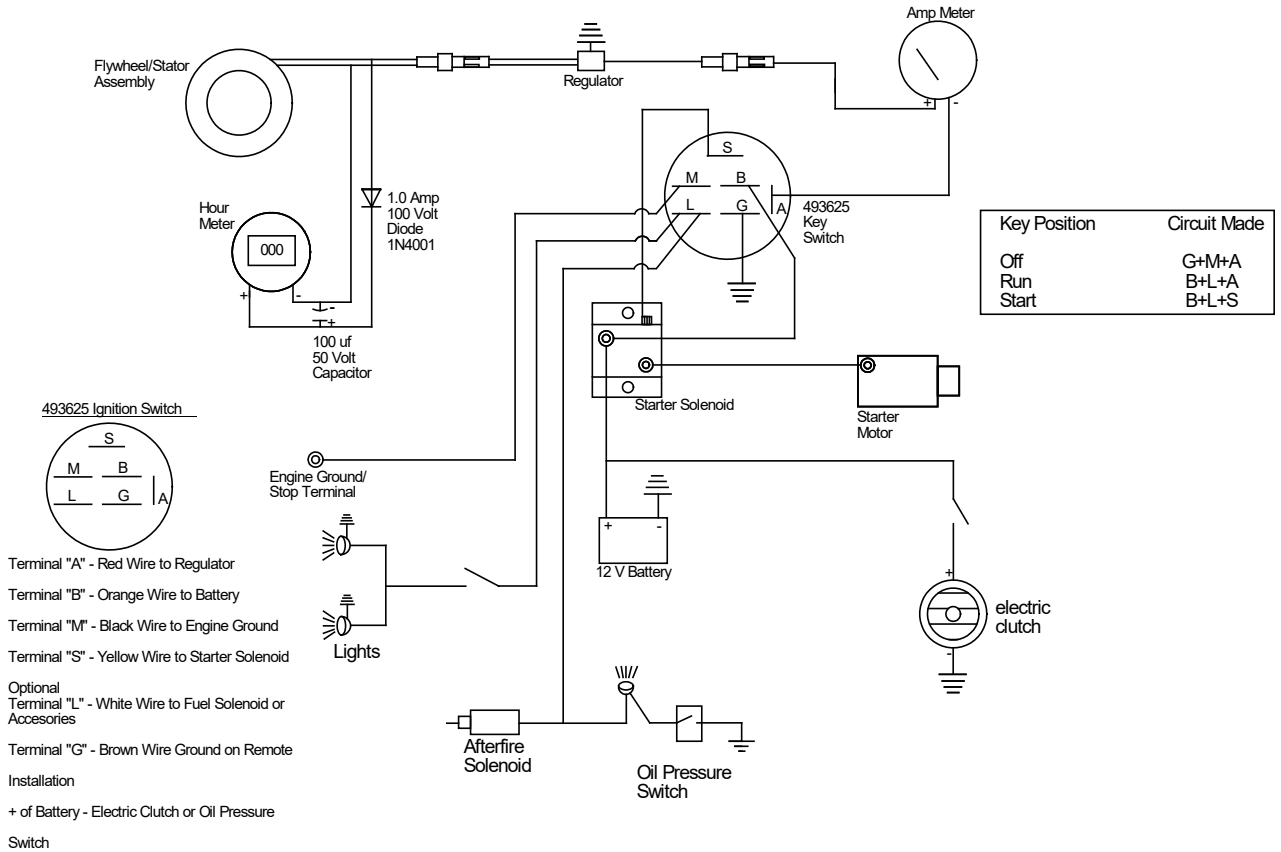 Amp Meter
+ -
Flywheel/Stator
Assembly
Regulator
S
M B
L G A
493625
Key
Switch
1.0 Amp
100 Volt
Diode
1N4001
Hour
Meter
000
+ -
-
+
100 uf
50 Volt
Capacitor
Key Position Circuit Made
Off G+M+A
Run B+L+A
Start B+L+S
Starter Solenoid
Starter
Motor
493625 Ignition Switch
S
M B
L G A
Engine Ground/
Stop Terminal
+ -
12 V Battery
Terminal "A" - Red Wire to Regulator
Terminal "B" - Orange Wire to Battery
Terminal "M" - Black Wire to Engine Ground
Terminal "S" - Yellow Wire to Starter Solenoid
Optional
Terminal "L" - White Wire to Fuel Solenoid or
Accesories
Terminal "G" - Brown Wire Ground on Remote
Installation
+ of Battery - Electric Clutch or Oil Pressure
Switch
Lights
+
electric
clutch
-
Afterfire
Solenoid
Oil Pressure
Switch